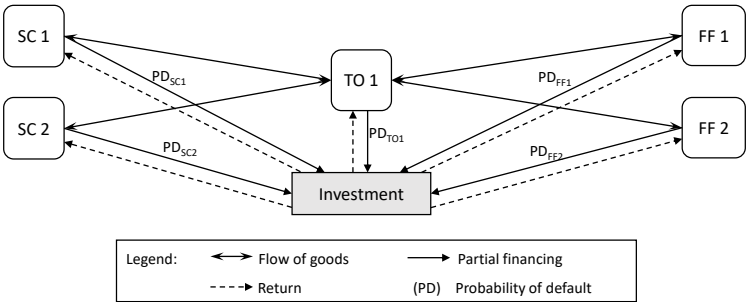 SC 1
FF 1
TO 1
PD_SC1
PD_FF1
SC 2
FF 2
PD_TO1
PD_SC2
PD_FF2
Investment
Legend: Flow of goods Partial financing
Return (PD) Probability of default